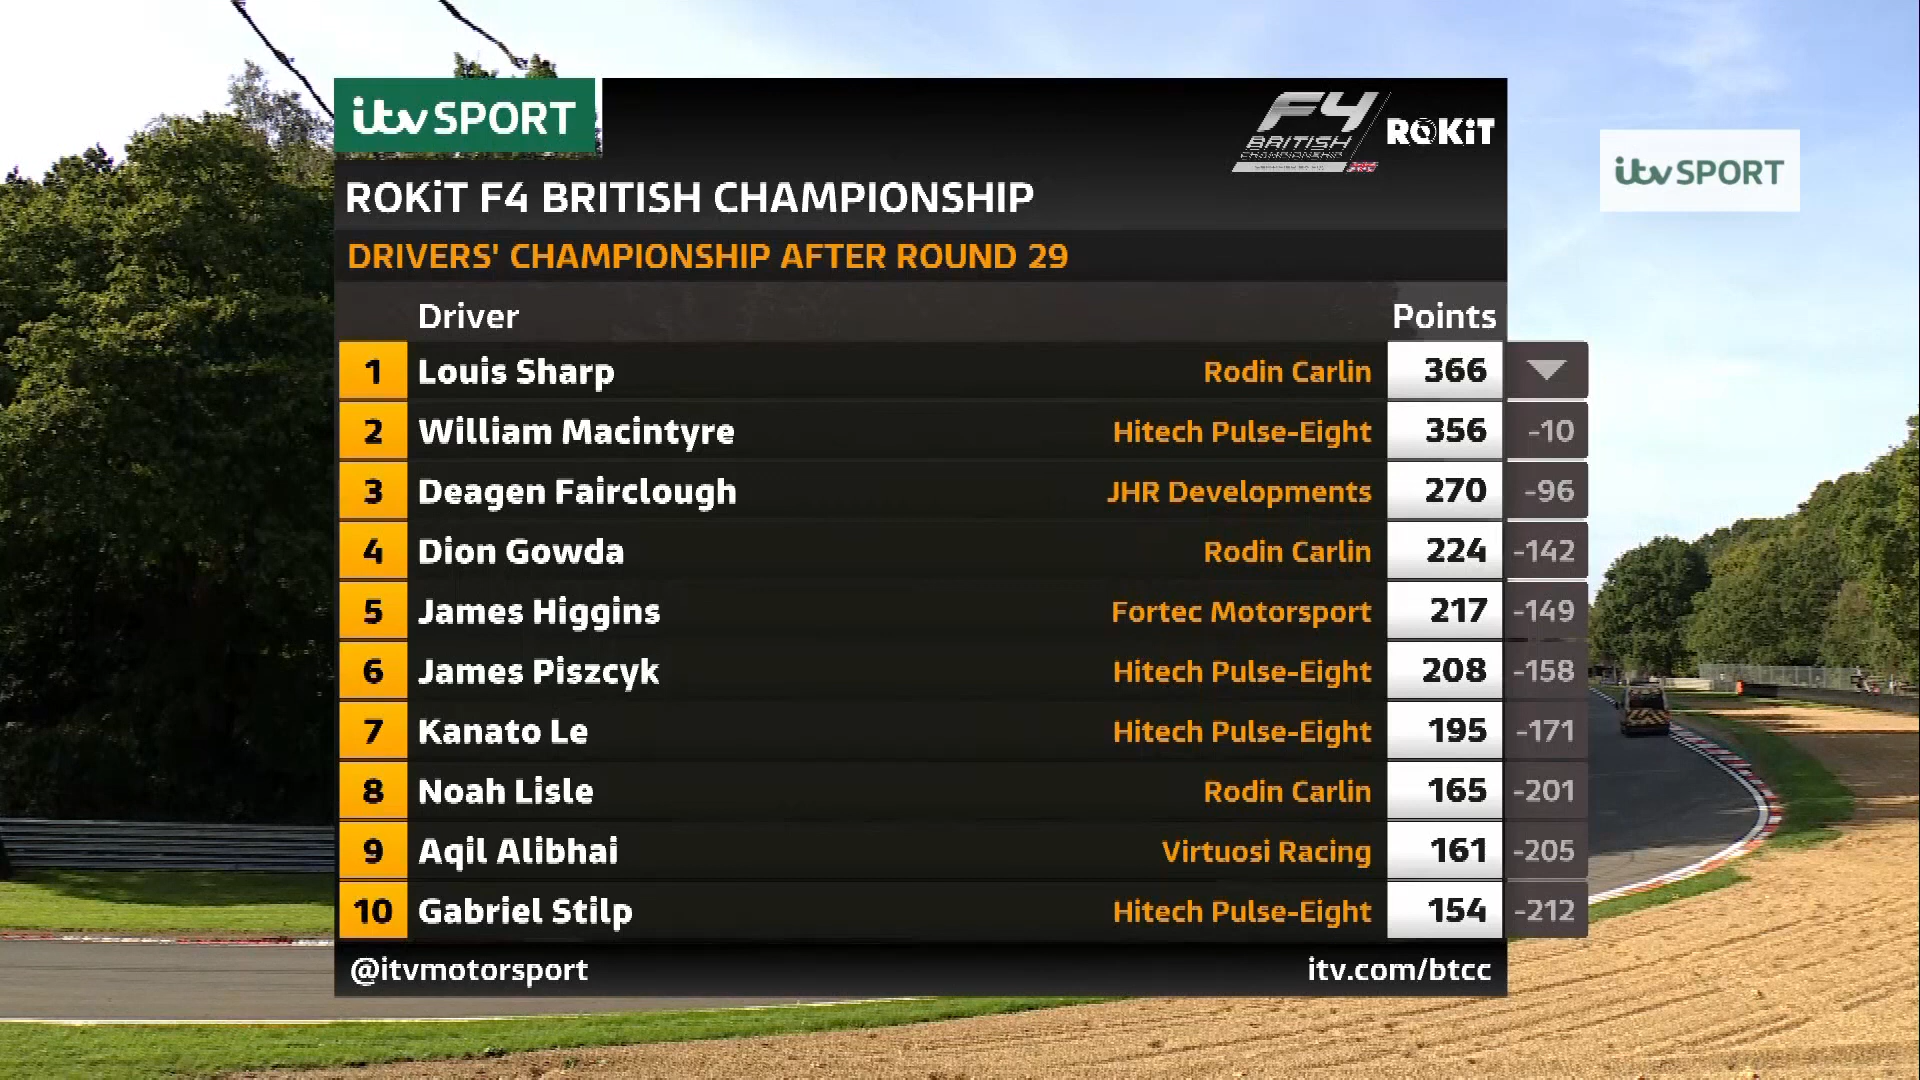 itv SPORT
F4
BRITISH
CHAMPIONSHIP
ROKiT
itv SPORT
ROKiT F4 BRITISH CHAMPIONSHIP
DRIVERS' CHAMPIONSHIP AFTER ROUND 29
Driver Points
1 Louis Sharp Rodin Carlin 366
2 William Macintyre Hitech Pulse-Eight 356 -10
3 Deagen Fairclough JHR Developments 270 -96
4 Dion Gowda Rodin Carlin 224 -142
5 James Higgins Fortec Motorsport 217 -149
6 James Piszcyk Hitech Pulse-Eight 208 -158
7 Kanato Le Hitech Pulse-Eight 195 -171
8 Noah Lisle Rodin Carlin 165 -201
9 Aqil Alibhai Virtuosi Racing 161 -205
10 Gabriel Stilp Hitech Pulse-Eight 154 -212
@itvmotorsport itv.com/btcc